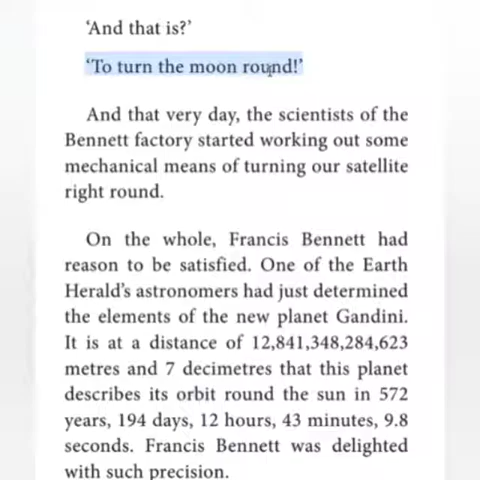 ‘And that is?’
‘To turn the moon round!’
And that very day, the scientists of the
Bennett factory started working out some
mechanical means of turning our satellite
right round.
On the whole, Francis Bennett had
reason to be satisfied. One of the Earth
Herald’s astronomers had just determined
the elements of the new planet Gandini.
It is at a distance of 12,841,348,284,623
metres and 7 decimetres that this planet
describes its orbit round the sun in 572
years, 194 days, 12 hours, 43 minutes, 9.8
seconds. Francis Bennett was delighted
with such precision.